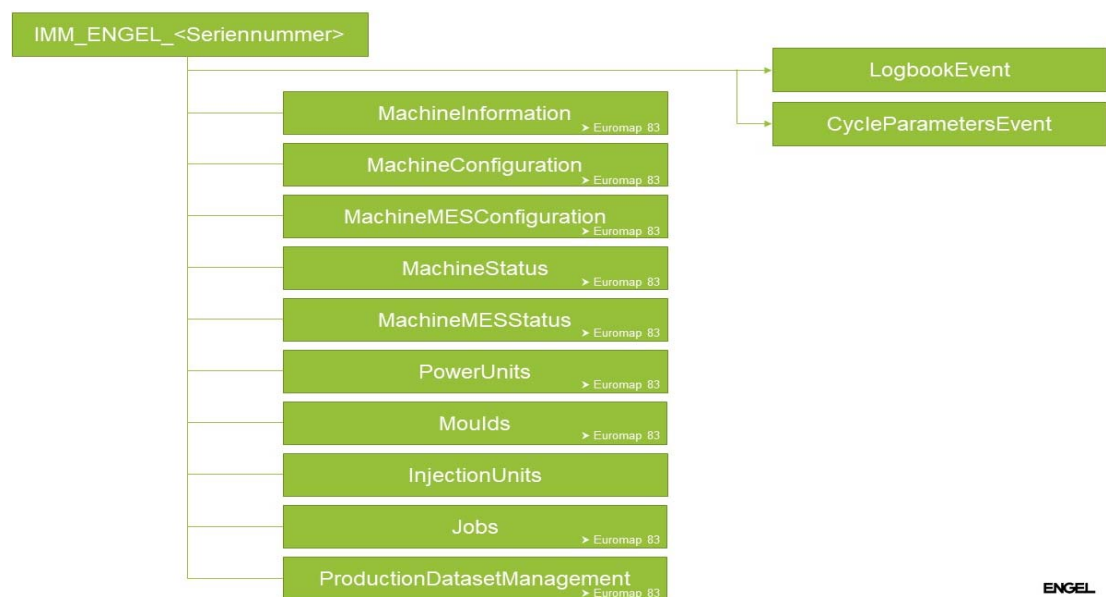 IMM_ENGEL_<Seriennummer>
LogbookEvent
CycleParametersEvent
MachineInformation
➤ Euromap 83
MachineConfiguration
➤ Euromap 83
MachineMESConfiguration
➤ Euromap 83
MachineStatus
➤ Euromap 83
MachineMESStatus
➤ Euromap 83
PowerUnits
➤ Euromap 83
Moulds
➤ Euromap 83
InjectionUnits
Jobs
➤ Euromap 83
ProductionDatasetManagement
➤ Euromap 83
ENGEL